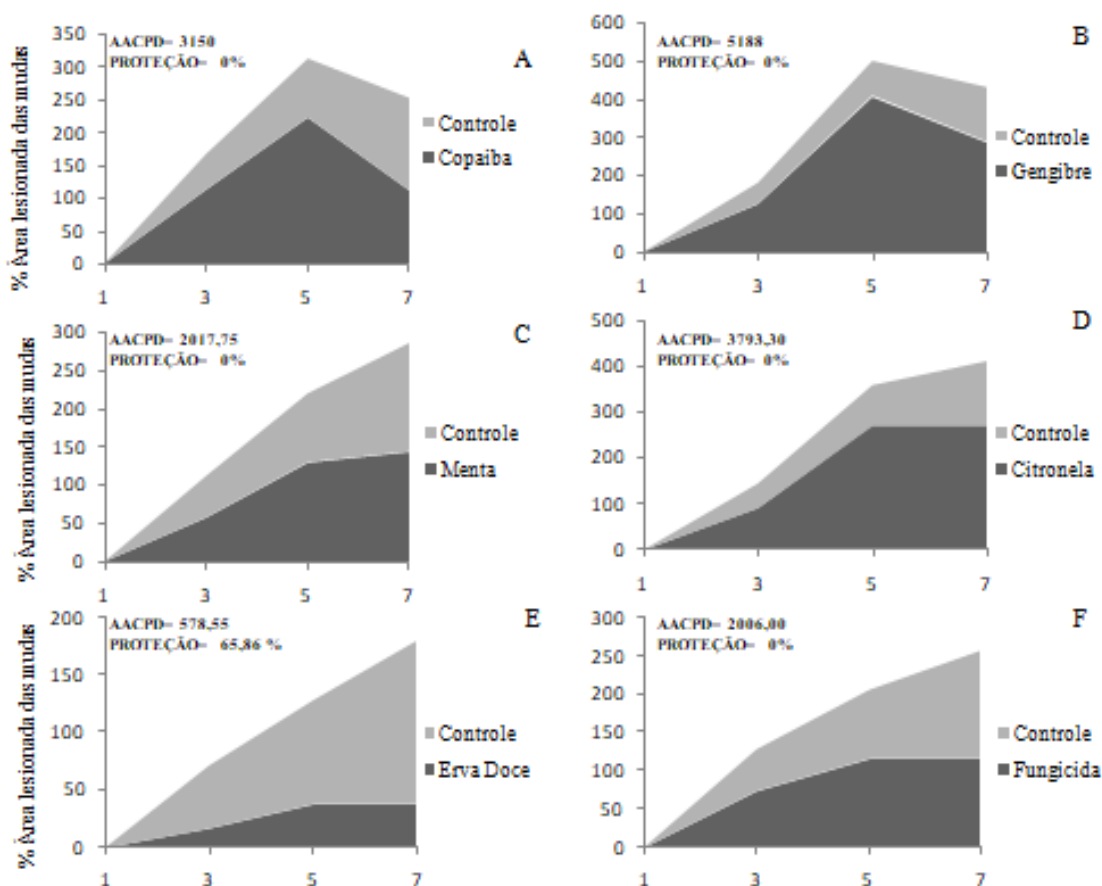 % Àrea lesionada das mudas
350
300
250
200
150
100
50
0
AACPD= 3150
PROTEÇÃO= 0%
A
Controle
Copaiba
1 3 5 7
600
500
400
300
200
100
0
AACPD= 5188
PROTEÇÃO= 0%
B
Controle
Gengibre
1 3 5 7
% Àrea lesionada das mudas
300
250
200
150
100
50
0
AACPD= 2017,75
PROTEÇÃO= 0%
C
Controle
Menta
1 3 5 7
500
400
300
200
100
0
AACPD= 3793,30
PROTEÇÃO= 0%
D
Controle
Citronela
1 3 5 7
% Àrea lesionada das mudas
200
150
100
50
0
AACPD= 578,55
PROTEÇÃO= 65,86 %
E
Controle
Erva Doce
1 3 5 7
300
250
200
150
100
50
0
AACPD= 2006,00
PROTEÇÃO= 0%
F
Controle
Fungicida
1 3 5 7